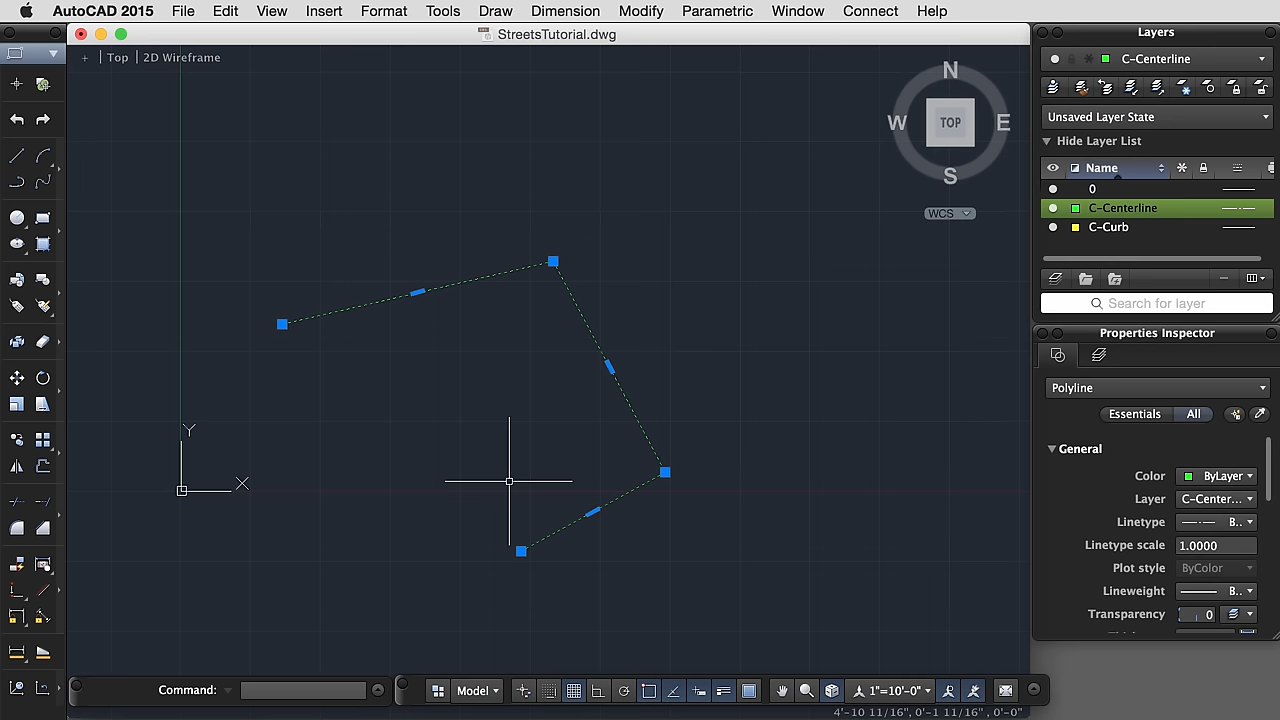 AutoCAD 2015 File Edit View Insert Format Tools Draw Dimension Modify Parametric Window Connect Help
StreetsTutorial.dwg
+ | Top | 2D Wireframe
N
W TOP E
S
WCS
Y
X
Layers
C-Centerline
Unsaved Layer State
Hide Layer List
Name
0
C-Centerline
C-Curb
Search for layer
Properties Inspector
Polyline
Essentials All
General
Color ByLayer
Layer C-Center...
Linetype B..
Linetype scale 1.0000
Plot style ByColor
Lineweight B..
Transparency 0
Command:
Model
1"=10'-0"
4'-10 11/16", 0'-1 11/16" , 0'-0"